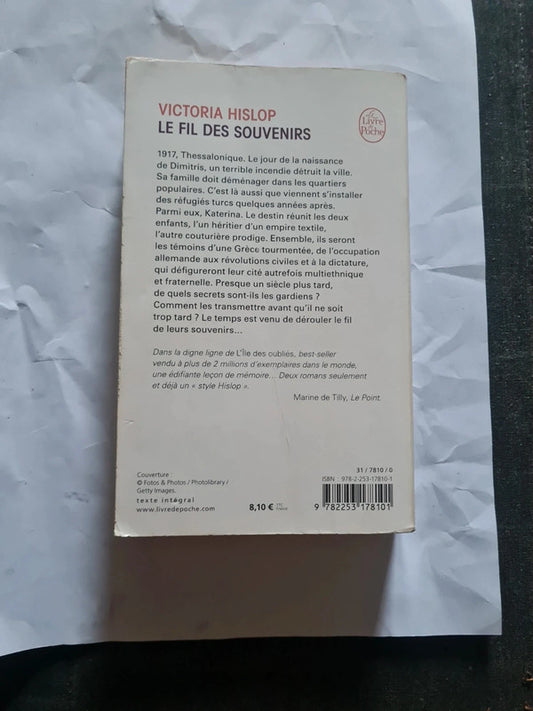 VICTORIA HISLOP
LE FIL DES SOUVENIRS
Le
Livre
de
Poche
1917, Thessalonique. Le jour de la naissance
de Dimitris, un terrible incendie détruit la ville.
Sa famille doit déménager dans les quartiers
populaires. C'est là aussi que viennent s'installer
des réfugiés turcs quelques années après.
Parmi eux, Katerina. Le destin réunit les deux
enfants, l'un héritier d'un empire textile,
l'autre couturière prodige. Ensemble, ils seront
les témoins d'une Grèce tourmentée, de l'occupation
allemande aux révolutions civiles et à la dictature,
qui défigureront leur cité autrefois multiethnique
et fraternelle. Presque un siècle plus tard,
de quels secrets sont-ils les gardiens ?
Comment les transmettre avant qu'il ne soit
trop tard ? Le temps est venu de dérouler le fil
de leurs souvenirs...
Dans la digne ligne de L'Île des oubliés, best-seller
vendu à plus de 2 millions d'exemplaires dans le monde,
une édifiante leçon de mémoire... Deux romans seulement
et déjà un « style Hislop ».
Marine de Tilly, Le Point.
Couverture :
© Fotos & Photos / Photolibrary /
Getty Images.
texte intégral
www.livredepoche.com
8,10 €
31 / 7810 / 0
ISBN : 978-2-253-17810-1
9 782253 178101